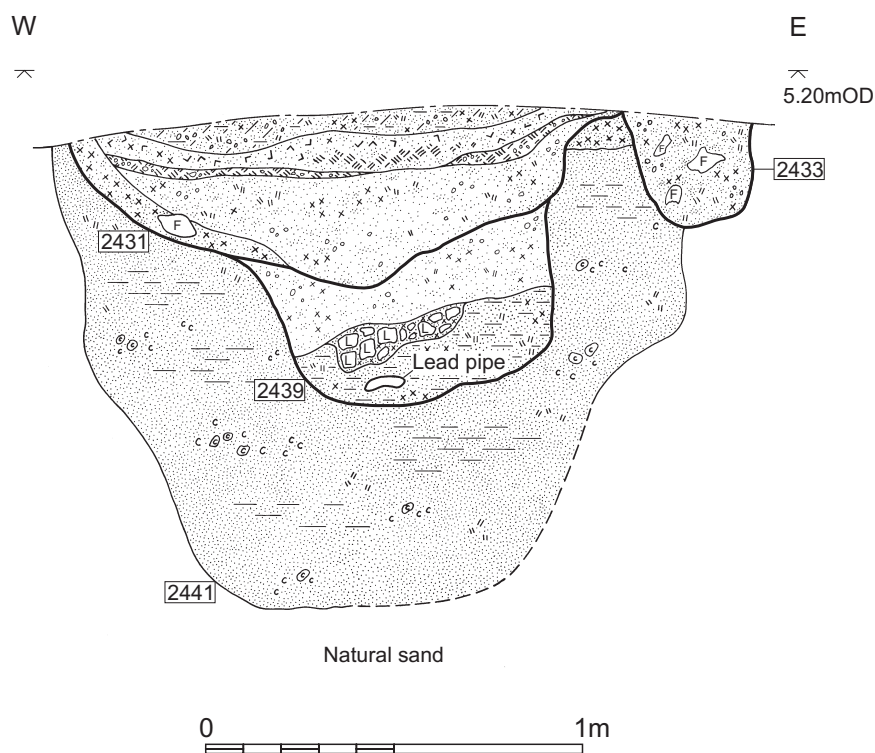 W
E
5.20mOD
F
F
F
2433
F
2431
L
L
L
L
L
L
Lead pipe
2439
2441
Natural sand
0
1m